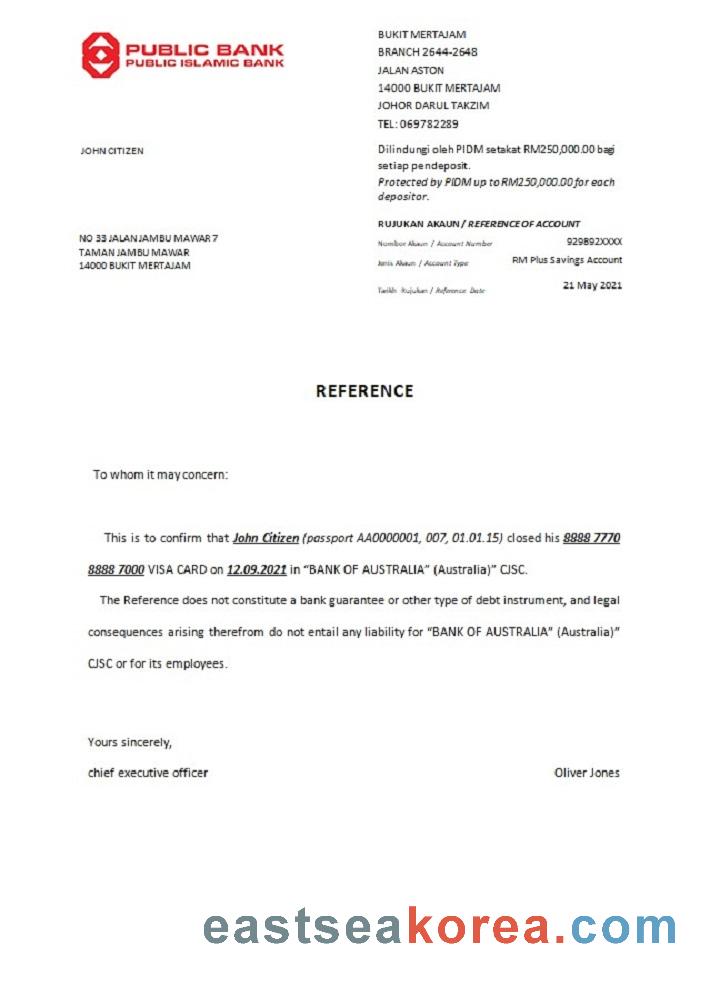 PUBLIC BANK
PUBLIC ISLAMIC BANK
BUKIT MERTAJAM
BRANCH 2644-2648
JALAN ASTON
14000 BUKIT MERTAJAM
JOHOR DARUL TAKZIM
TEL: 069782289
JOHN CITIZEN
Dilindungi oleh PIDM setakat RM250,000.00 bagi
setiap pendeposit.
Protected by PIDM up to RM250,000.00 for each
depositor.
NO 33 JALAN JAMBU MAWAR 7
TAMAN JAMBU MAWAR
14000 BUKIT MERTAJAM
RUJUKAN AKAUN / REFERENCE OF ACCOUNT
Nombor Akaun / Account Number 929892XXXX
Jenis Akaun / Account Type RM Plus Savings Account
Tarikh Rujukan / Reference Date 21 May 2021
REFERENCE
To whom it may concern:
This is to confirm that John Citizen (passport AA0000001, 007, 01.01.15) closed his 8888 7770
8888 7000 VISA CARD on 12.09.2021 in "BANK OF AUSTRALIA" (Australia)" CJSC.
The Reference does not constitute a bank guarantee or other type of debt instrument, and legal
consequences arising therefrom do not entail any liability for "BANK OF AUSTRALIA" (Australia)"
CJSC or for its employees.
Yours sincerely,
chief executive officer Oliver Jones
eastseakorea.com